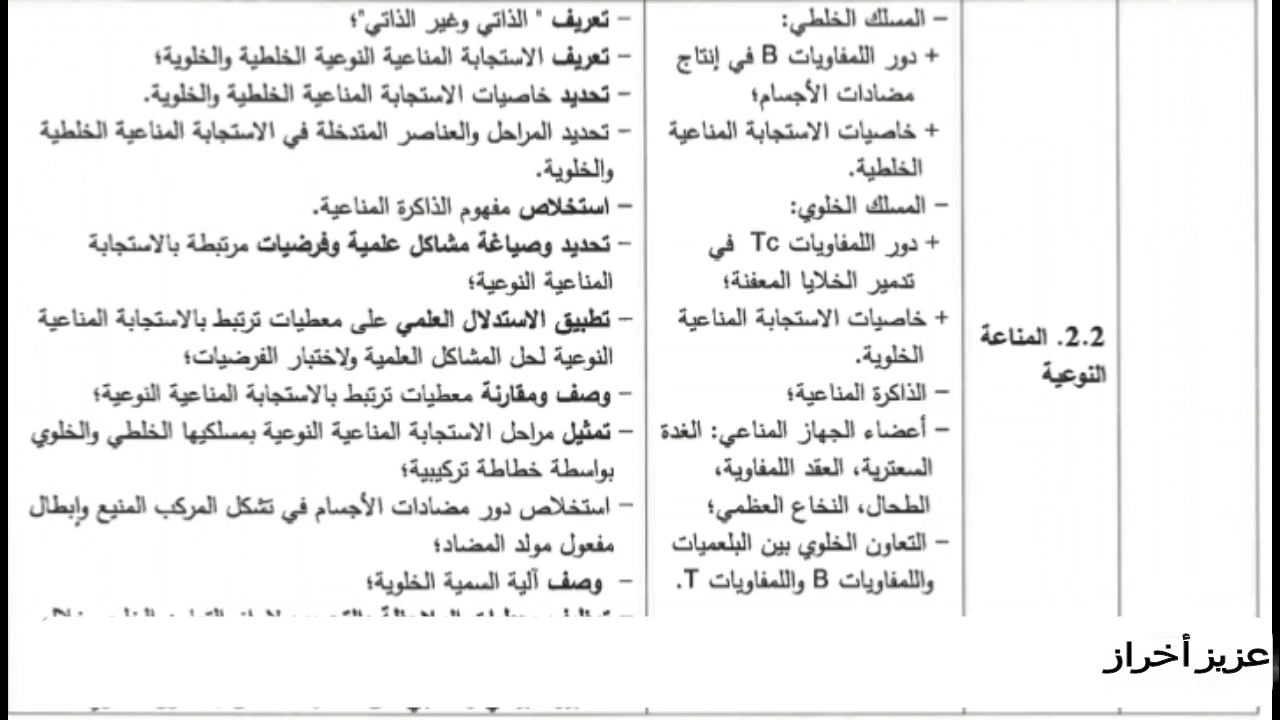 2.2. المناعة
النوعية
– المسلك الخلطي:
+ دور اللمفاويات B في إنتاج
مضادات الأجسام؛
+ خاصيات الاستجابة المناعية
الخلطية.
– المسلك الخلوي:
+ دور اللمفاويات Tc في
تدمير الخلايا المعفنة؛
+ خاصيات الاستجابة المناعية
الخلوية.
– الذاكرة المناعية؛
– أعضاء الجهاز المناعي: الغدة
السعترية، العقد اللمفاوية،
الطحال، النخاع العظمي؛
– التعاون الخلوي بين البلعميات
واللمفاويات B واللمفاويات T.
– تعريف " الذاتي وغير الذاتي"؛
– تعريف الاستجابة المناعية النوعية الخلطية والخلوية؛
– تحديد خاصيات الاستجابة المناعية الخلطية والخلوية.
– تحديد المراحل والعناصر المتدخلة في الاستجابة المناعية الخلطية
والخلوية.
– استخلاص مفهوم الذاكرة المناعية.
– تحديد وصياغة مشاكل علمية وفرضيات مرتبطة بالاستجابة
المناعية النوعية؛
– تطبيق الاستدلال العلمي على معطيات ترتبط بالاستجابة المناعية
النوعية لحل المشاكل العلمية ولاختبار الفرضيات؛
– وصف ومقارنة معطيات ترتبط بالاستجابة المناعية النوعية؛
– تمثيل مراحل الاستجابة المناعية النوعية بمسلكيها الخلطي والخلوي
بواسطة خطاطة تركيبية؛
– استخلاص دور مضادات الأجسام في تشكل المركب المنيع وإبطال
مفعول مولد المضاد؛
– وصف آلية السمية الخلوية؛
عزيز أخراز